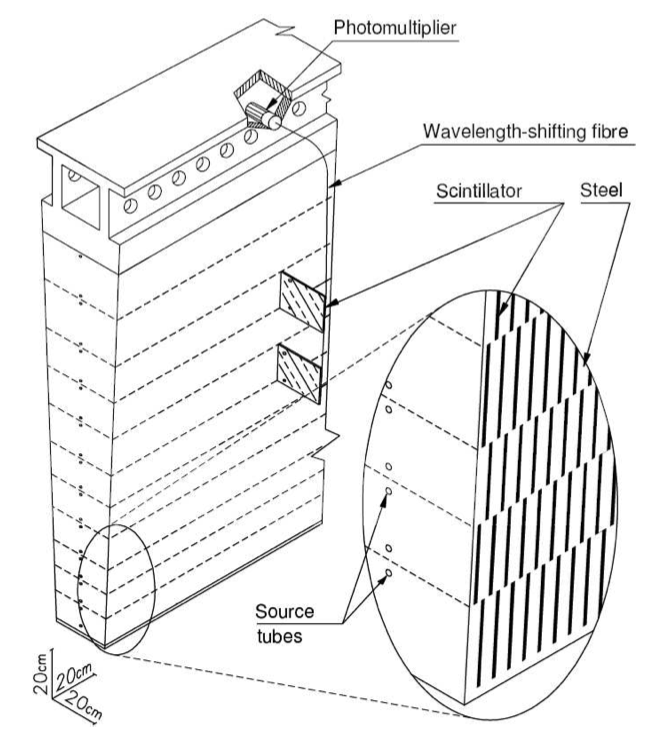 Photomultiplier
Wavelength-shifting fibre
Scintillator
Steel
Source
tubes
20cm
20cm
20cm